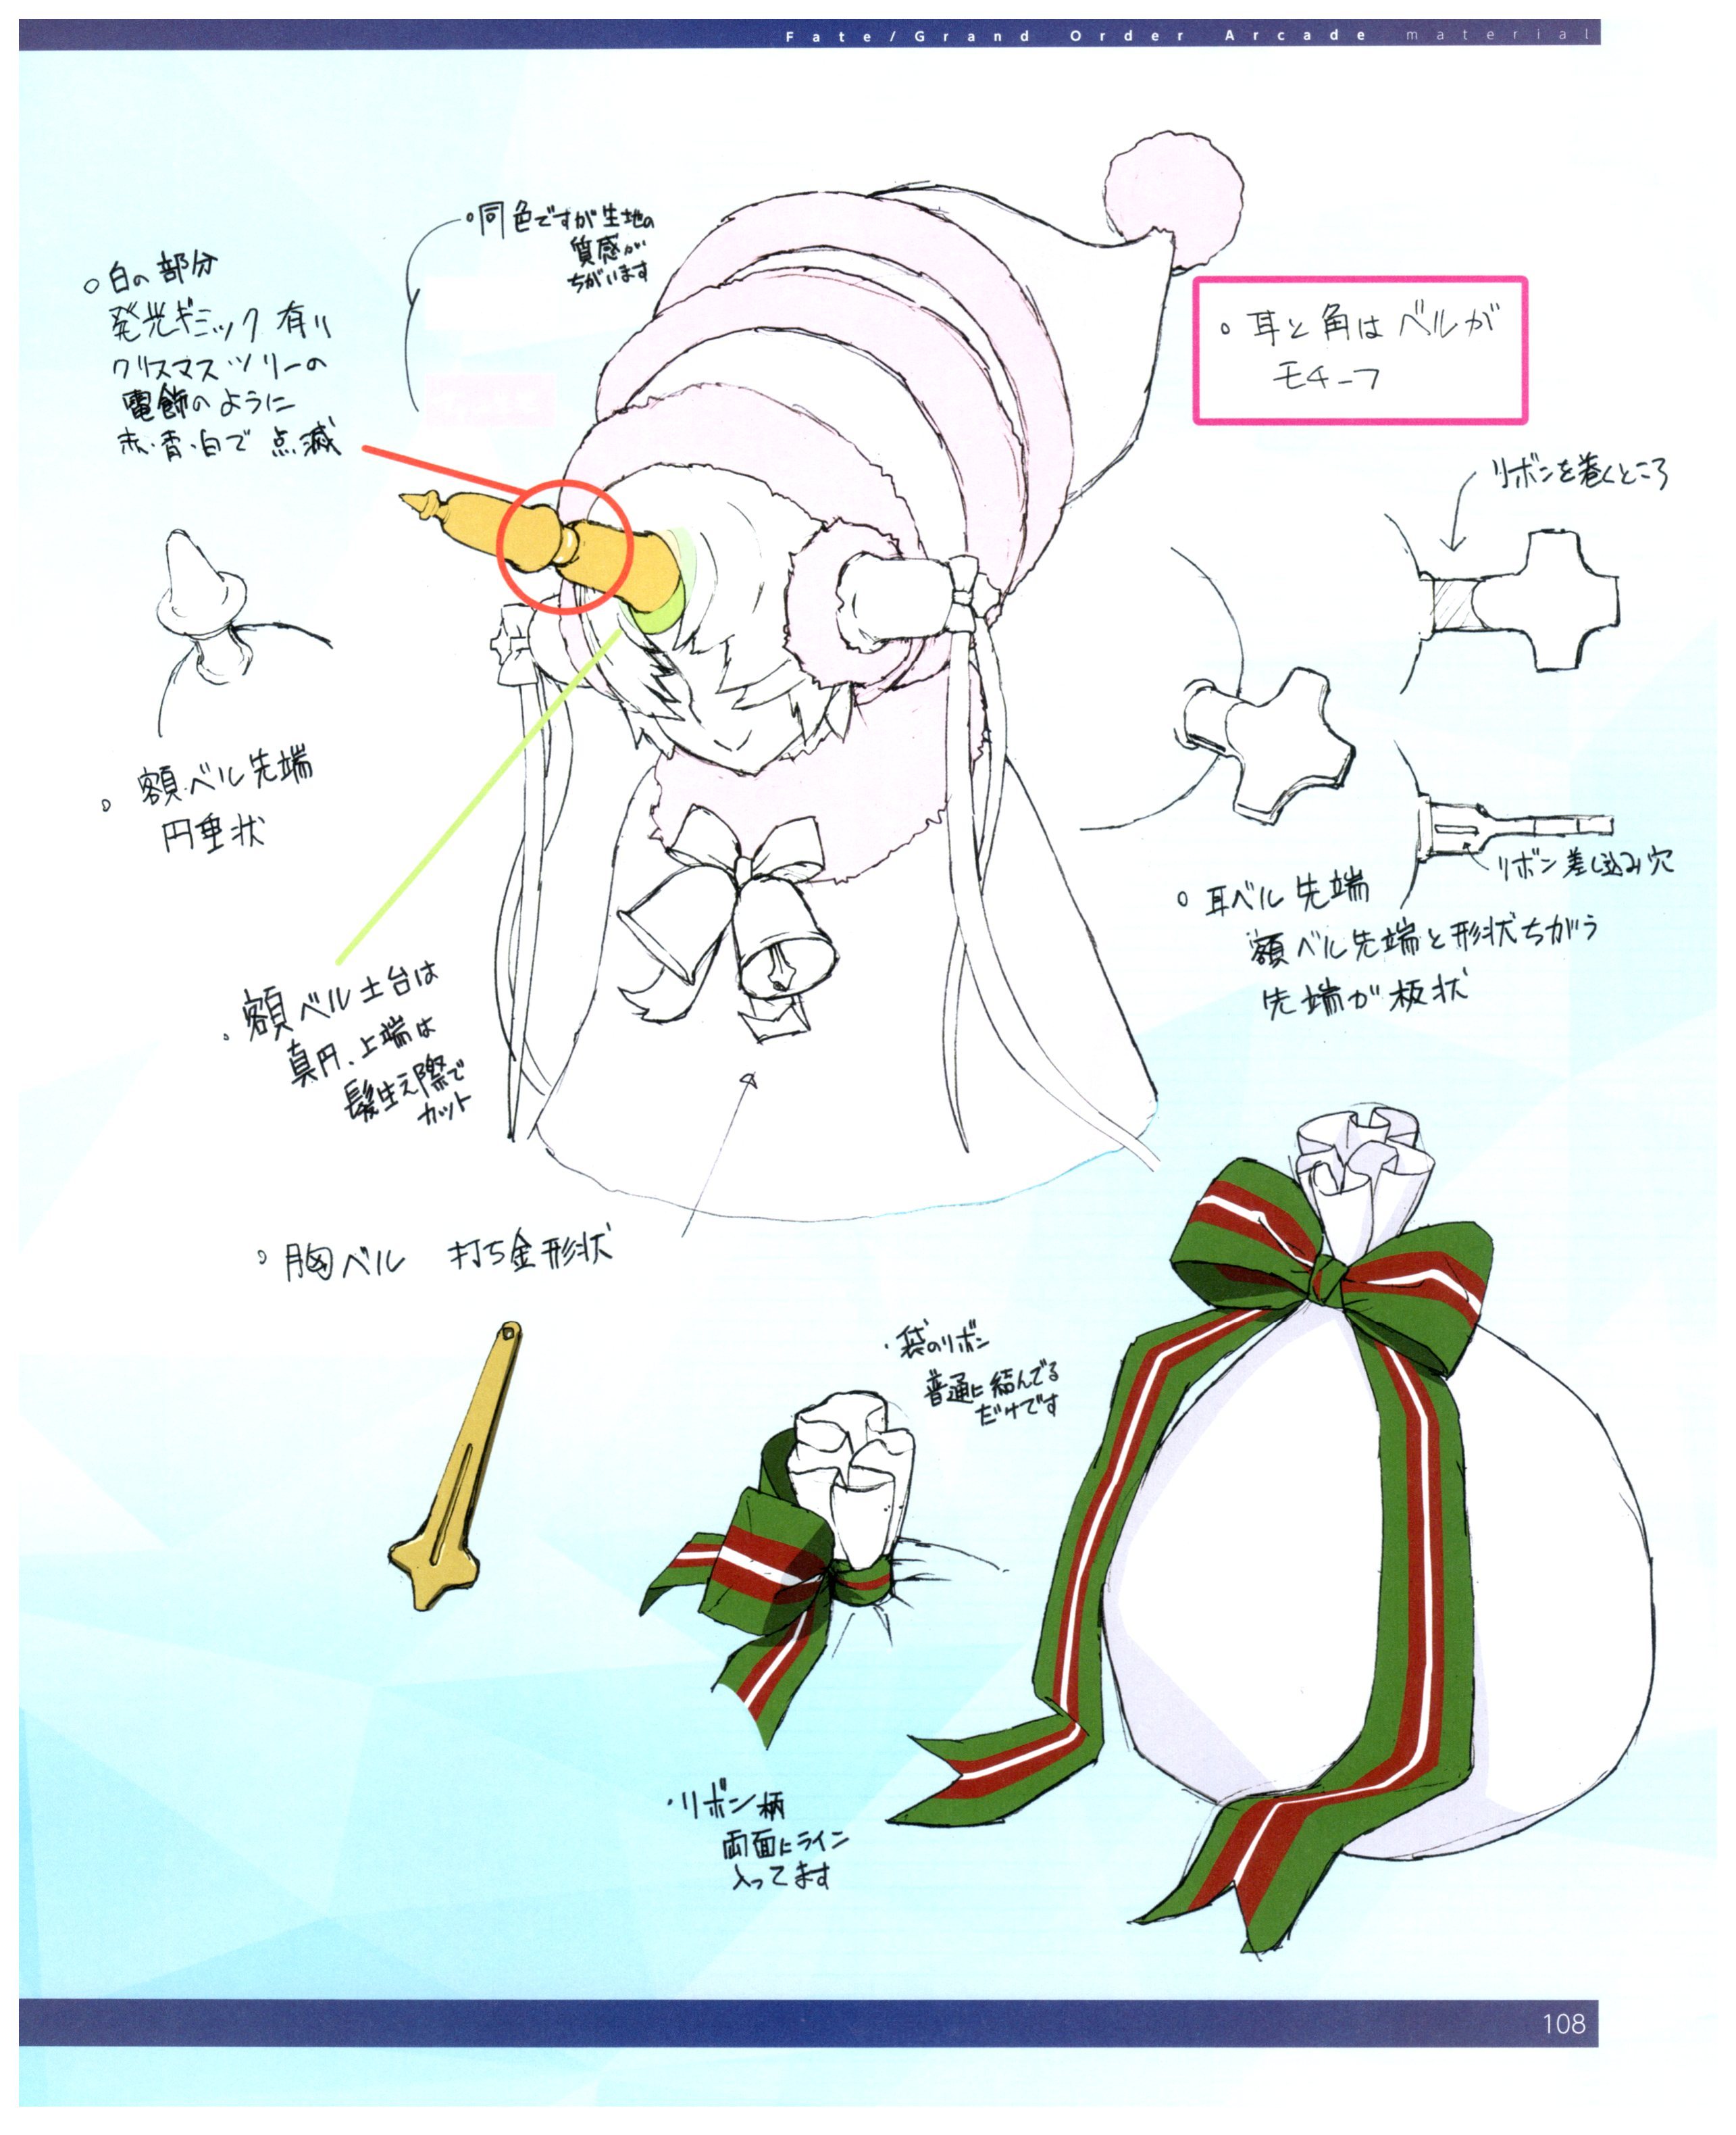 Fate/Grand Order Arcade material
同色ですが生地の
質感が
ちがいます
白の部分
発光ギミック有り
クリスマスツリーの
電飾のように
赤・青・白で点滅
耳と角はベルが
モチーフ
リボンを巻くところ
額ベル先端
円垂状
リボン差し込み穴
耳ベル先端
額ベル先端と形状ちがう
先端が板状
額ベル土台は
真円、上端は
髪生え際で
カット
胸ベル 打ち金形状
・袋のリボン
普通に結んでる
だけです
・リボン柄
両面にライン
入ってます
108